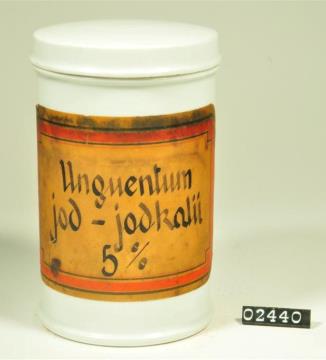 Unguentum
jod - jodkalii
5 %
02440